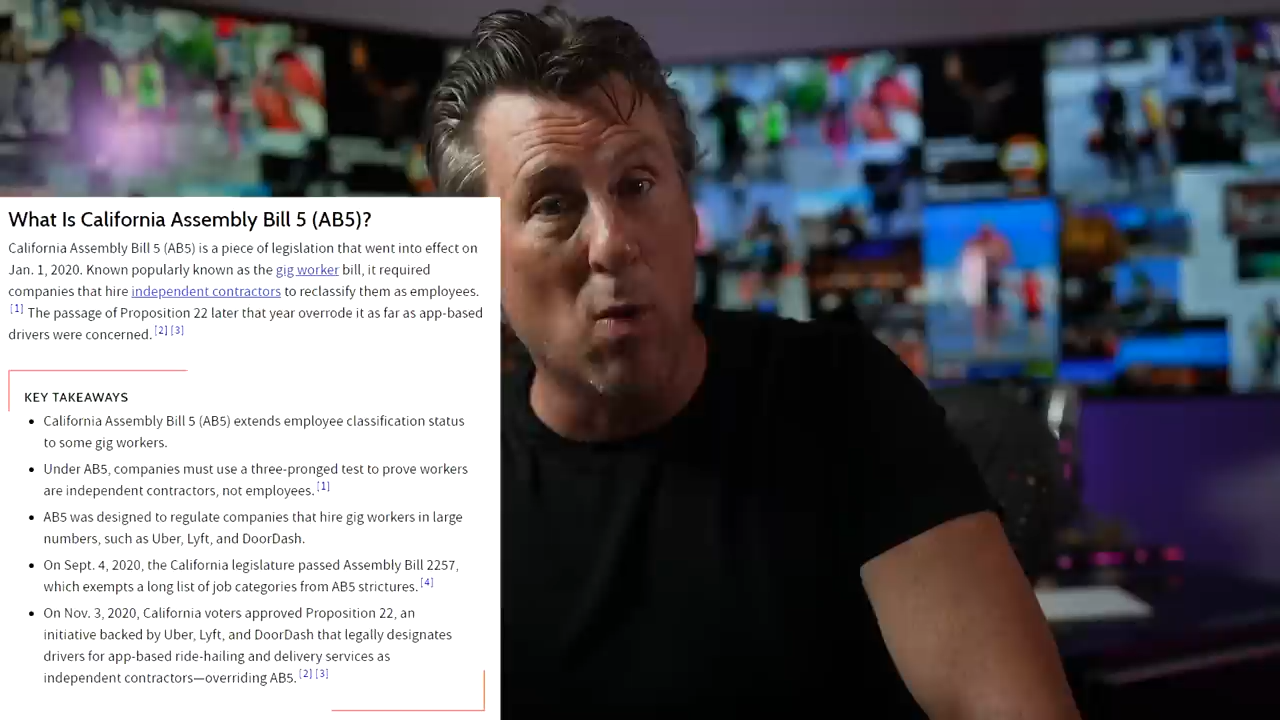 What Is California Assembly Bill 5 (AB5)?
California Assembly Bill 5 (AB5) is a piece of legislation that went into effect on
Jan. 1, 2020. Known popularly known as the gig worker bill, it required
companies that hire independent contractors to reclassify them as employees.
[1] The passage of Proposition 22 later that year overrode it as far as app-based
drivers were concerned. [2] [3]
KEY TAKEAWAYS
• California Assembly Bill 5 (AB5) extends employee classification status
to some gig workers.
• Under AB5, companies must use a three-pronged test to prove workers
are independent contractors, not employees. [1]
• AB5 was designed to regulate companies that hire gig workers in large
numbers, such as Uber, Lyft, and DoorDash.
• On Sept. 4, 2020, the California legislature passed Assembly Bill 2257,
which exempts a long list of job categories from AB5 strictures. [4]
• On Nov. 3, 2020, California voters approved Proposition 22, an
initiative backed by Uber, Lyft, and DoorDash that legally designates
drivers for app-based ride-hailing and delivery services as
independent contractors—overriding AB5. [2] [3]